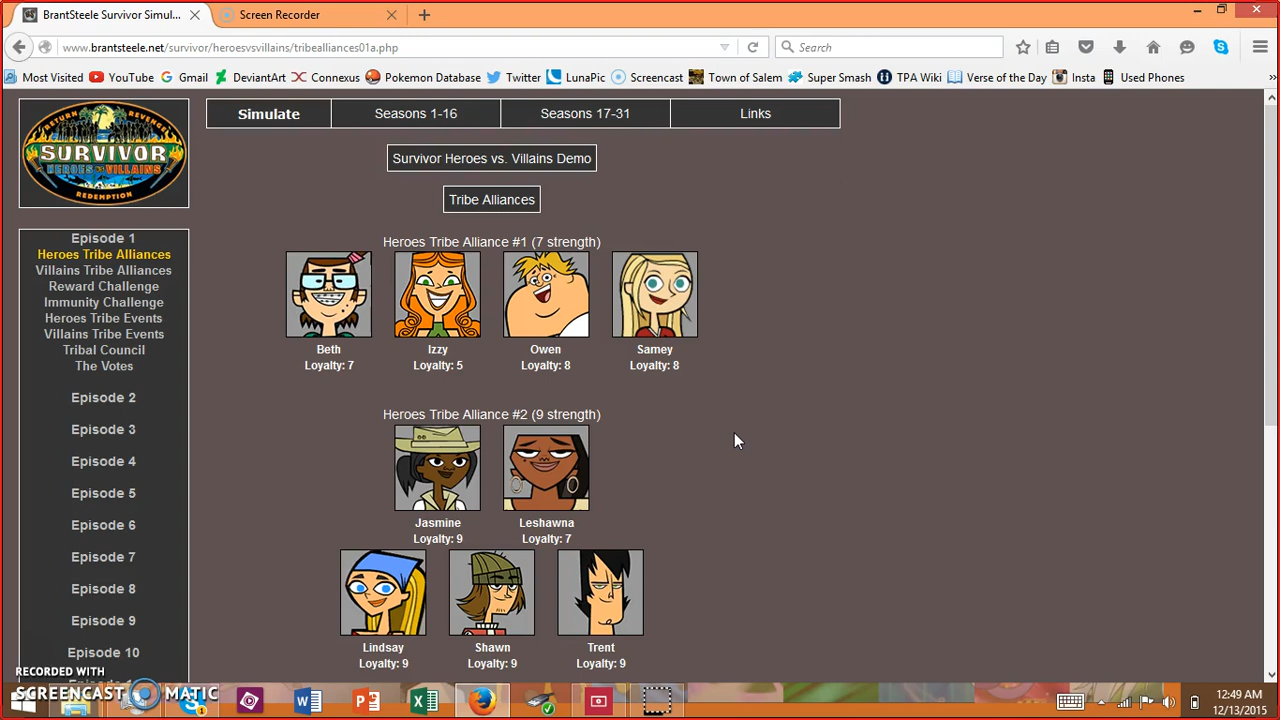 BrantSteele Survivor Simul...
Screen Recorder
www.brantsteele.net/survivor/heroesvsvillains/tribealliances01a.php
Search
Most Visited
YouTube
Gmail
DeviantArt
Connexus
Pokemon Database
Twitter
LunaPic
Screencast
Town of Salem
Super Smash
TPA Wiki
Verse of the Day
Insta
Used Phones
RETURN REVENGE
SURVIVOR
HEROES VILLAINS
REDEMPTION
Simulate
Seasons 1-16
Seasons 17-31
Links
Survivor Heroes vs. Villains Demo
Tribe Alliances
Episode 1
Heroes Tribe Alliances
Villains Tribe Alliances
Reward Challenge
Immunity Challenge
Heroes Tribe Events
Villains Tribe Events
Tribal Council
The Votes
Episode 2
Episode 3
Episode 4
Episode 5
Episode 6
Episode 7
Episode 8
Episode 9
Episode 10
Heroes Tribe Alliance #1 (7 strength)
Beth
Loyalty: 7
Izzy
Loyalty: 5
Owen
Loyalty: 8
Samey
Loyalty: 8
Heroes Tribe Alliance #2 (9 strength)
Jasmine
Loyalty: 9
Leshawna
Loyalty: 7
Lindsay
Loyalty: 9
Shawn
Loyalty: 9
Trent
Loyalty: 9
RECORDED WITH
SCREENCAST MATIC
12:49 AM
12/13/2015